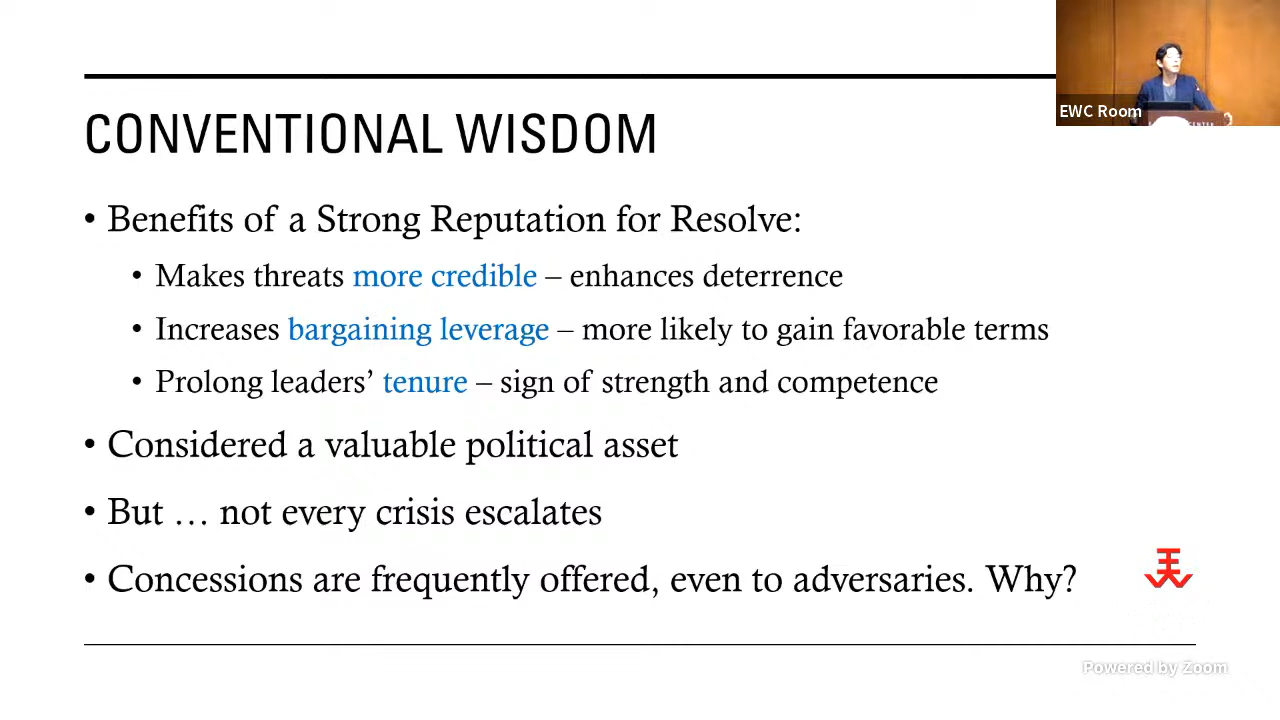 EWC Room
CONVENTIONAL WISDOM
• Benefits of a Strong Reputation for Resolve:
• Makes threats more credible – enhances deterrence
• Increases bargaining leverage – more likely to gain favorable terms
• Prolong leaders’ tenure – sign of strength and competence
• Considered a valuable political asset
• But … not every crisis escalates
• Concessions are frequently offered, even to adversaries. Why?
Powered by Zoom